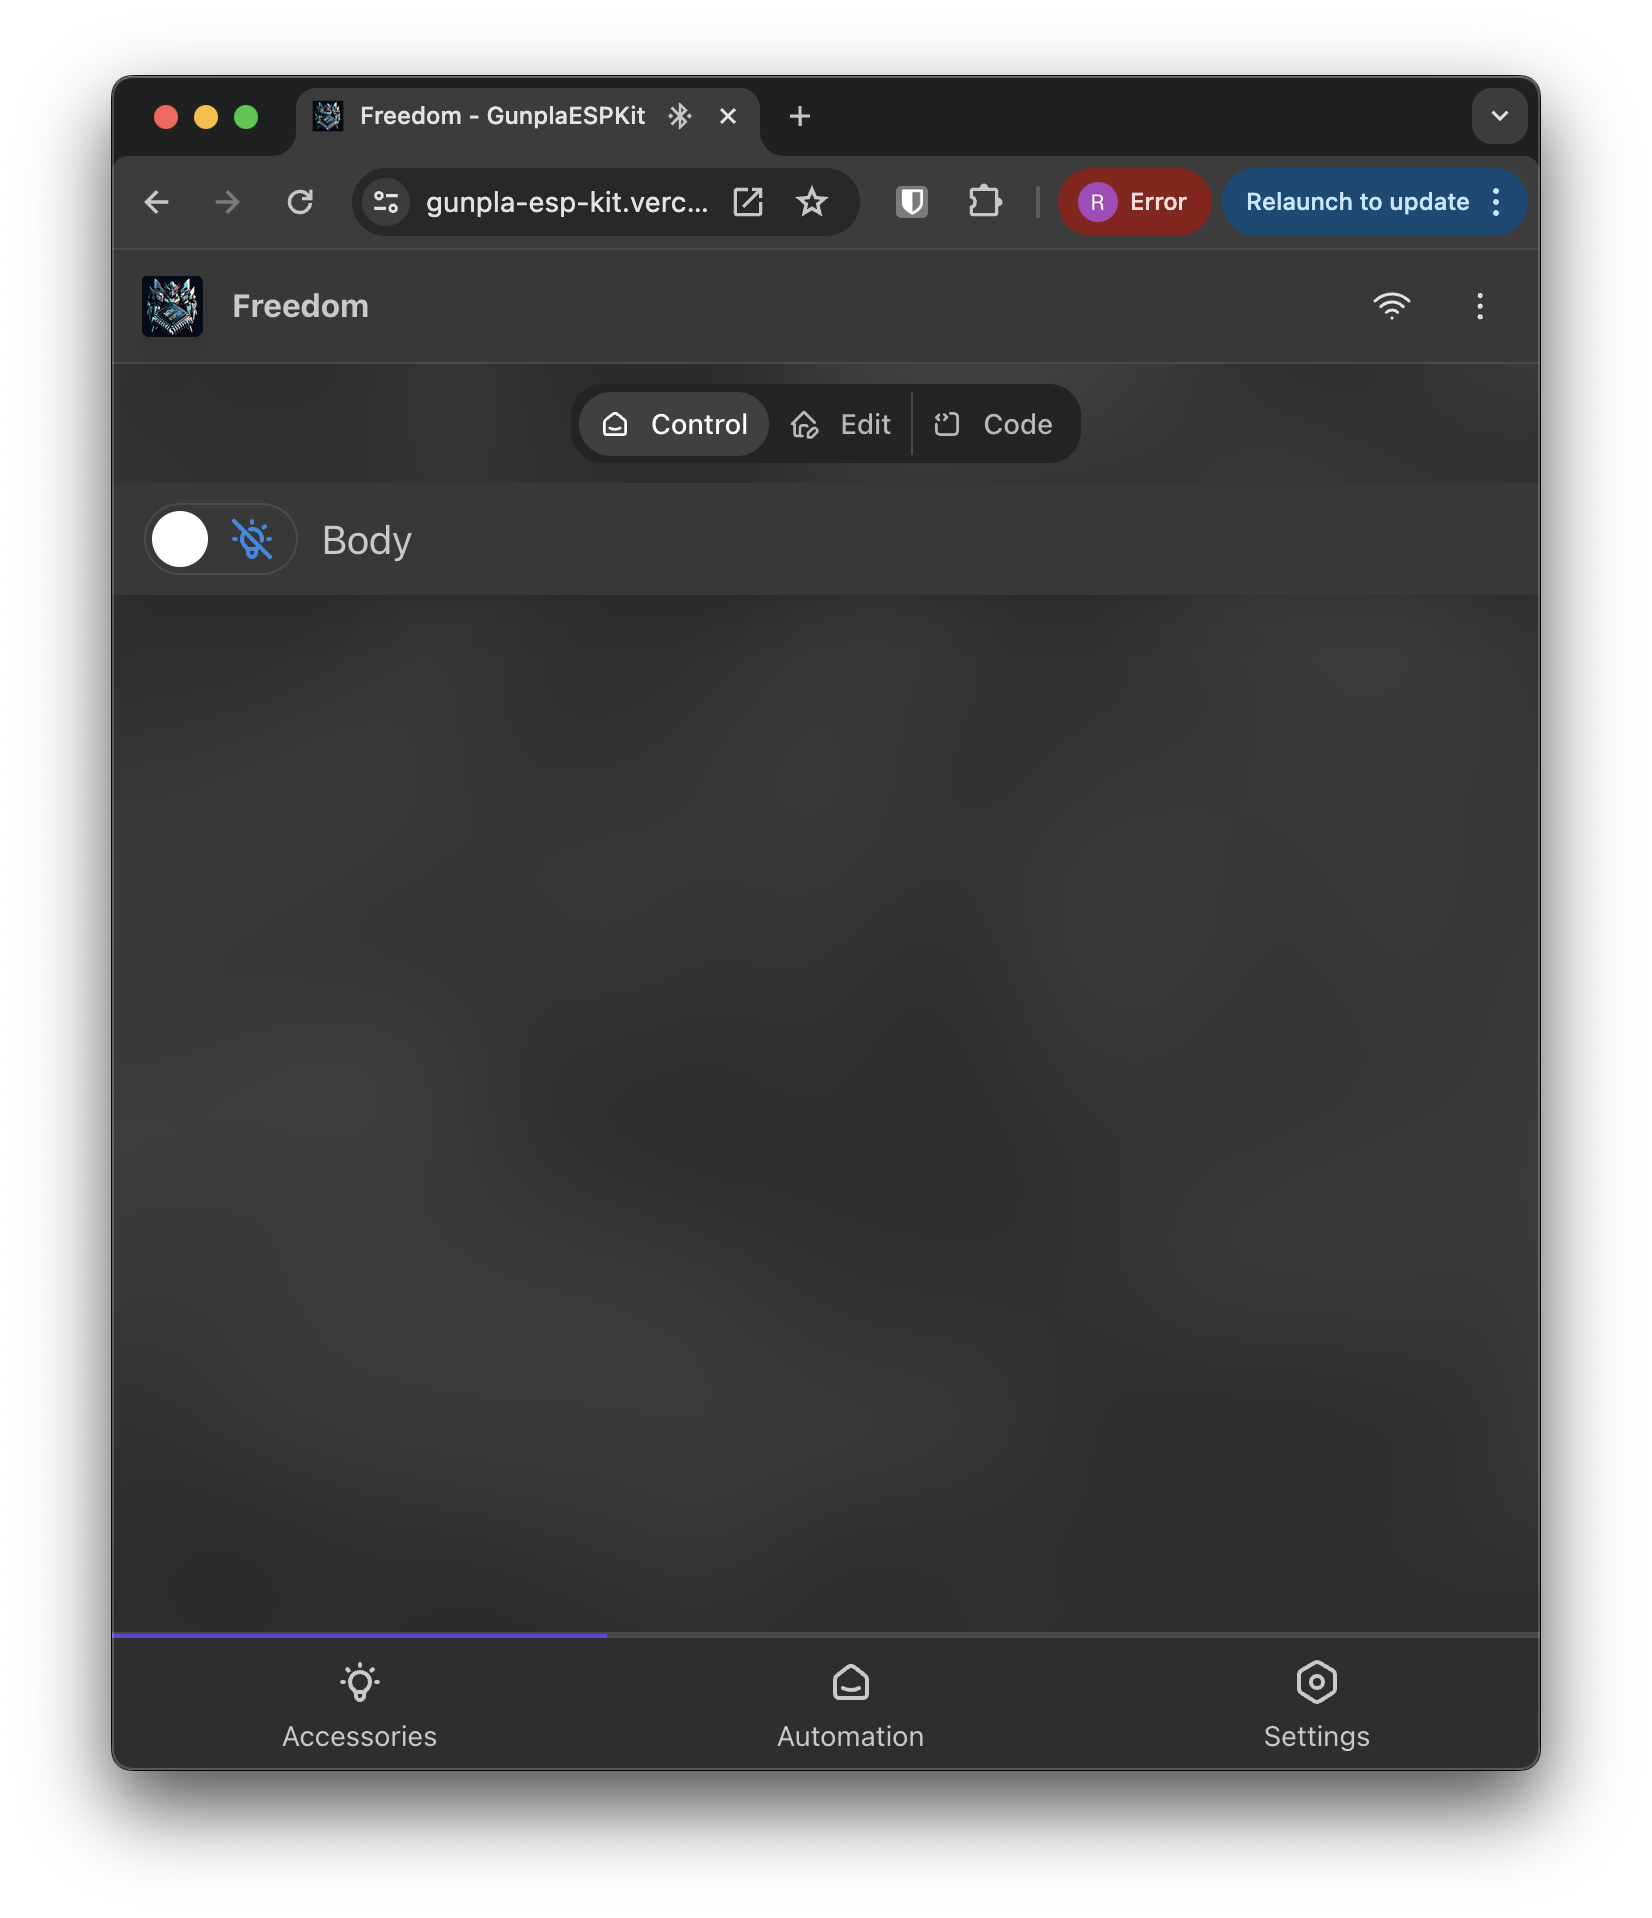 Freedom - GunplaESPKit
gunpla-esp-kit.verc...
R Error
Relaunch to update
Freedom
Control
Edit
Code
Body
Accessories
Automation
Settings